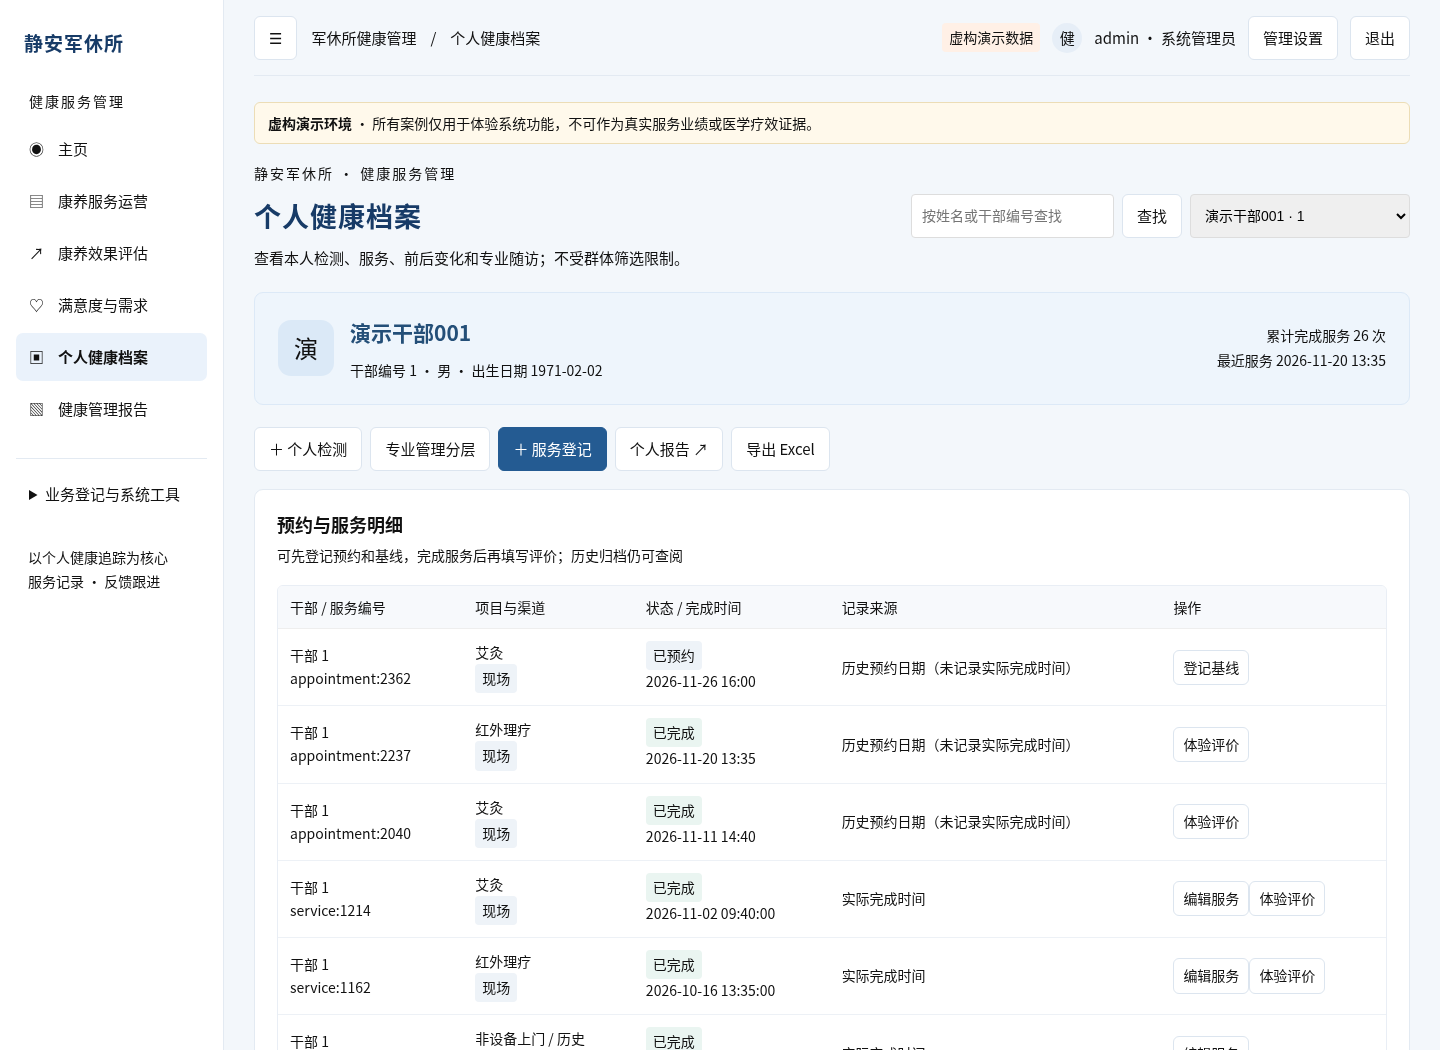 静安军休所
健康服务管理
主页
康养服务运营
康养效果评估
满意度与需求
个人健康档案
健康管理报告
业务登记与系统工具
以个人健康追踪为核心
服务记录 · 反馈跟进
军休所健康管理 / 个人健康档案
虚构演示数据
健
admin · 系统管理员
管理设置
退出
虚构演示环境 · 所有案例仅用于体验系统功能，不可作为真实服务业绩或医学疗效证据。
静安军休所 · 健康服务管理
个人健康档案
按姓名或干部编号查找
查找
演示干部001 · 1
查看本人检测、服务、前后变化和专业随访；不受群体筛选限制。
演
演示干部001
干部编号 1 · 男 · 出生日期 1971-02-02
累计完成服务 26 次
最近服务 2026-11-20 13:35
＋ 个人检测
专业管理分层
＋ 服务登记
个人报告 ↗
导出 Excel
预约与服务明细
可先登记预约和基线，完成服务后再填写评价；历史归档仍可查阅
干部 / 服务编号 项目与渠道 状态 / 完成时间 记录来源 操作
干部 1
appointment:2362
艾灸
现场
已预约
2026-11-26 16:00
历史预约日期（未记录实际完成时间）
登记基线
干部 1
appointment:2237
红外理疗
现场
已完成
2026-11-20 13:35
历史预约日期（未记录实际完成时间）
体验评价
干部 1
appointment:2040
艾灸
现场
已完成
2026-11-11 14:40
历史预约日期（未记录实际完成时间）
体验评价
干部 1
service:1214
艾灸
现场
已完成
2026-11-02 09:40:00
实际完成时间
编辑服务 体验评价
干部 1
service:1162
红外理疗
现场
已完成
2026-10-16 13:35:00
实际完成时间
编辑服务 体验评价
干部 1
非设备上门 / 历史
已完成